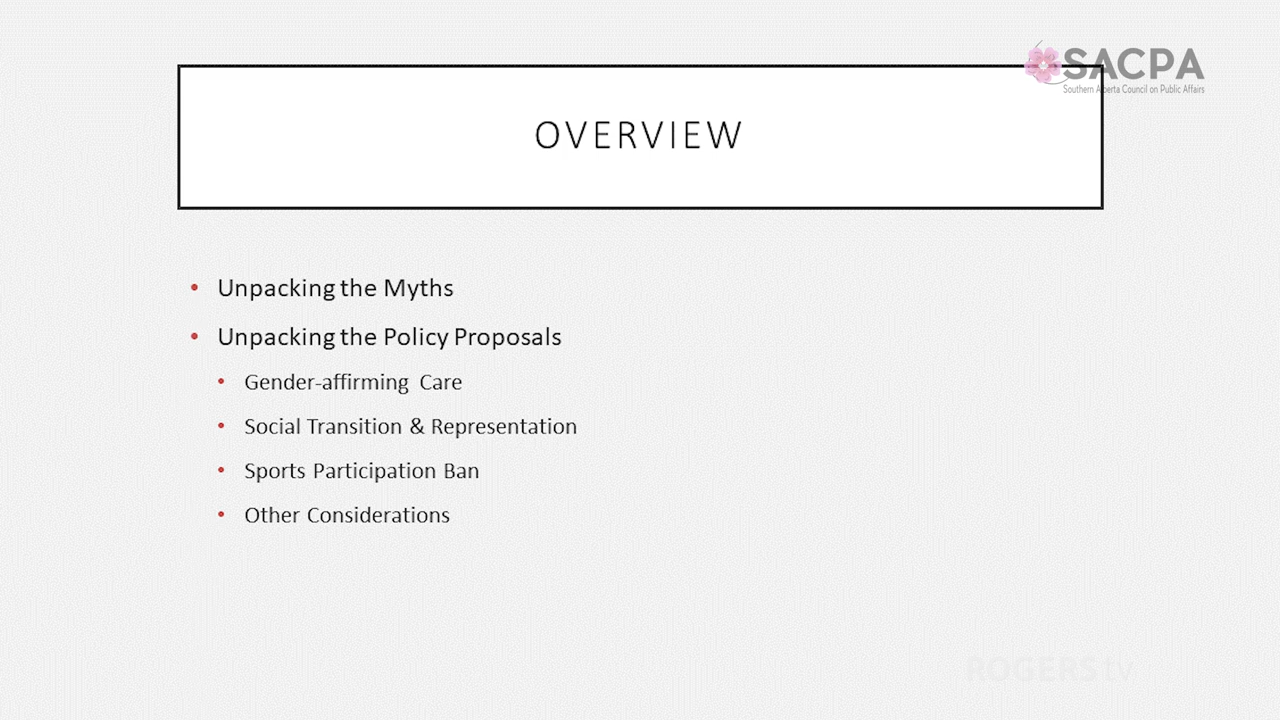 SACPA
Southern Alberta Council on Public Affairs
OVERVIEW
• Unpacking the Myths
• Unpacking the Policy Proposals
• Gender-affirming Care
• Social Transition & Representation
• Sports Participation Ban
• Other Considerations
ROGERS tv